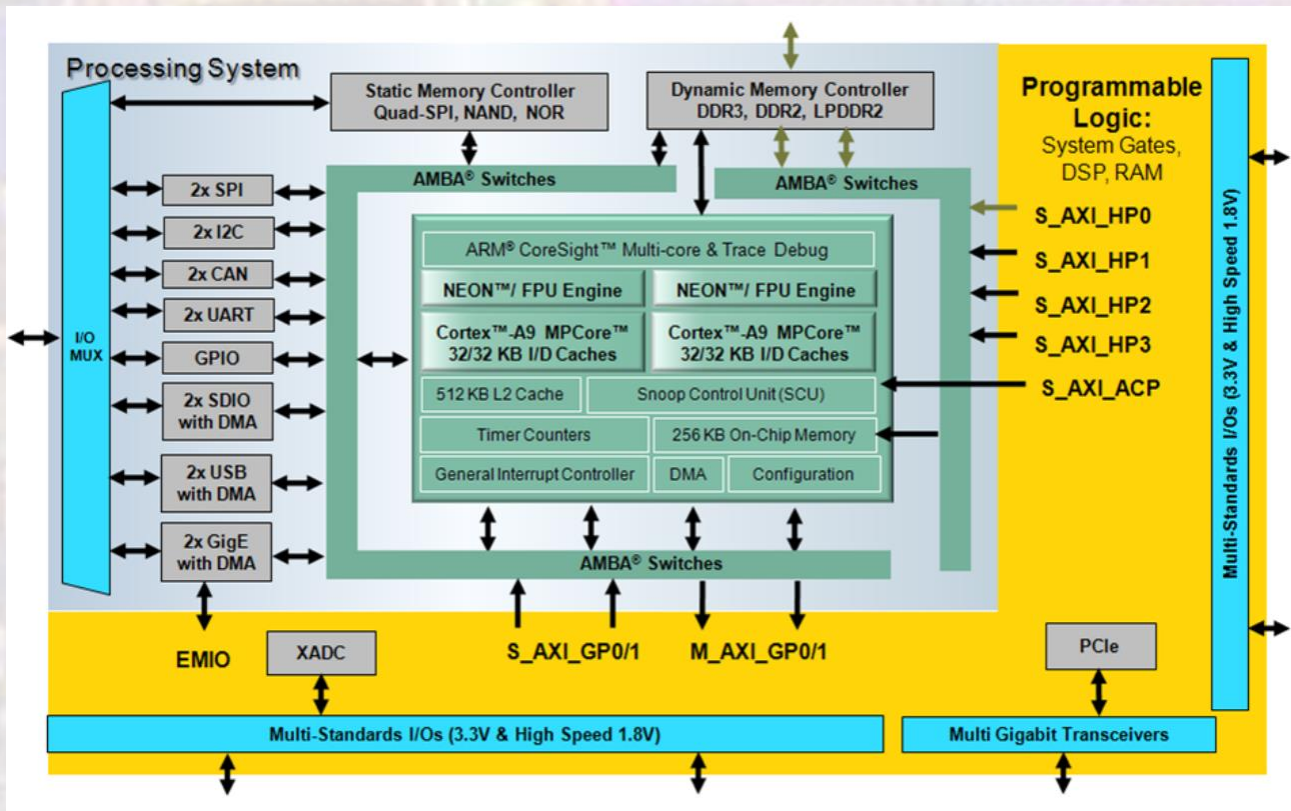 Processing System
Static Memory Controller
Quad-SPI, NAND, NOR
Dynamic Memory Controller
DDR3, DDR2, LPDDR2
Programmable
Logic:
System Gates,
DSP, RAM
AMBA® Switches
AMBA® Switches
I/O
MUX
2x SPI
2x I2C
2x CAN
2x UART
GPIO
2x SDIO
with DMA
2x USB
with DMA
2x GigE
with DMA
ARM® CoreSight™ Multi-core & Trace Debug
NEON™/ FPU Engine
NEON™/ FPU Engine
Cortex™-A9 MPCore™
32/32 KB I/D Caches
Cortex™-A9 MPCore™
32/32 KB I/D Caches
512 KB L2 Cache
Snoop Control Unit (SCU)
Timer Counters
256 KB On-Chip Memory
General Interrupt Controller
DMA
Configuration
AMBA® Switches
S_AXI_HP0
S_AXI_HP1
S_AXI_HP2
S_AXI_HP3
S_AXI_ACP
Multi-Standards I/Os (3.3V & High Speed 1.8V)
EMIO
XADC
S_AXI_GP0/1
M_AXI_GP0/1
PCIe
Multi-Standards I/Os (3.3V & High Speed 1.8V)
Multi Gigabit Transceivers